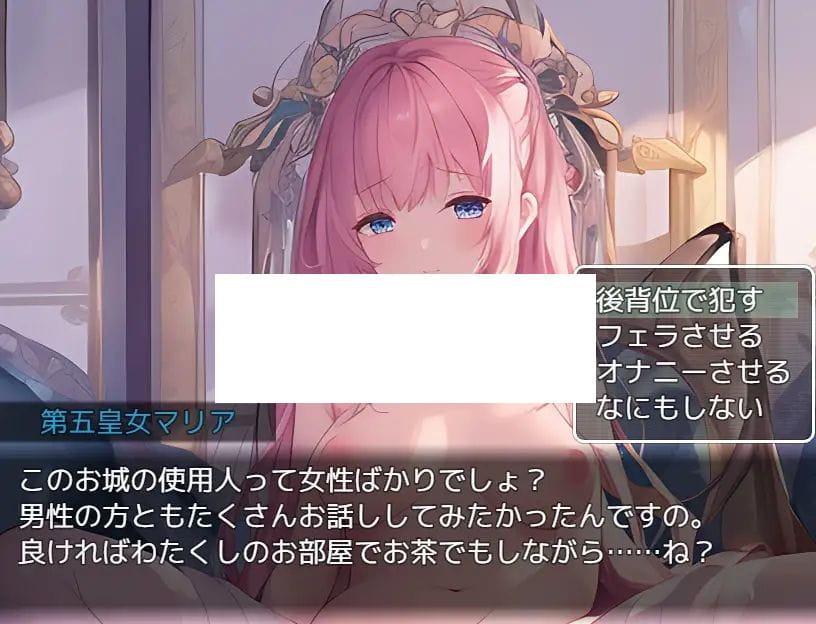 後背位で犯す
フェラさせる
オナニーさせる
なにもしない
第五皇女マリア
このお城の使用人って女性ばかりでしょ？
男性の方ともたくさんお話ししてみたかったんですの。
良ければわたくしのお部屋でお茶でもしながら……ね？